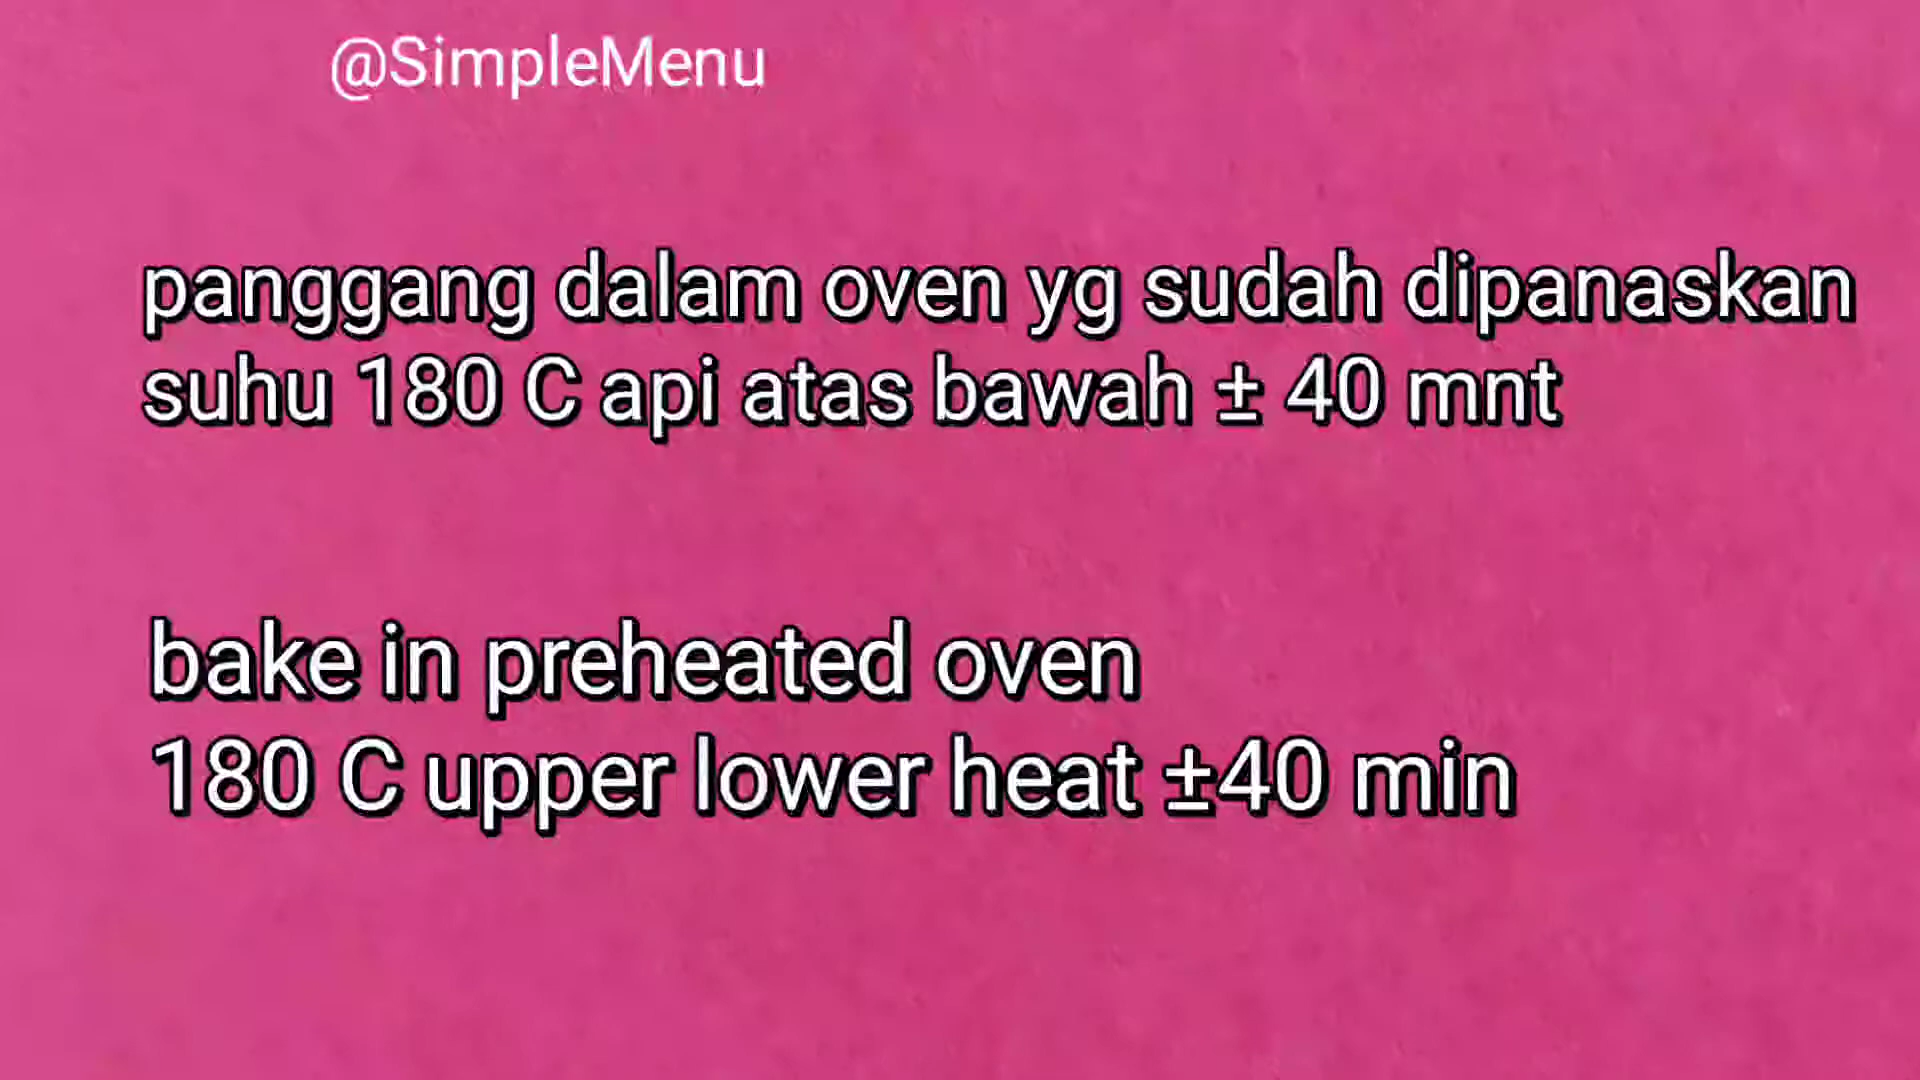 @SimpleMenu
panggang dalam oven yg sudah dipanaskan
suhu 180 C api atas bawah ± 40 mnt
bake in preheated oven
180 C upper lower heat ±40 min